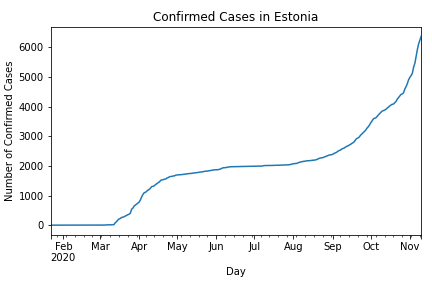 Confirmed Cases in Estonia
Number of Confirmed Cases
6000
5000
4000
3000
2000
1000
0
Feb Mar Apr May Jun Jul Aug Sep Oct Nov
2020
Day